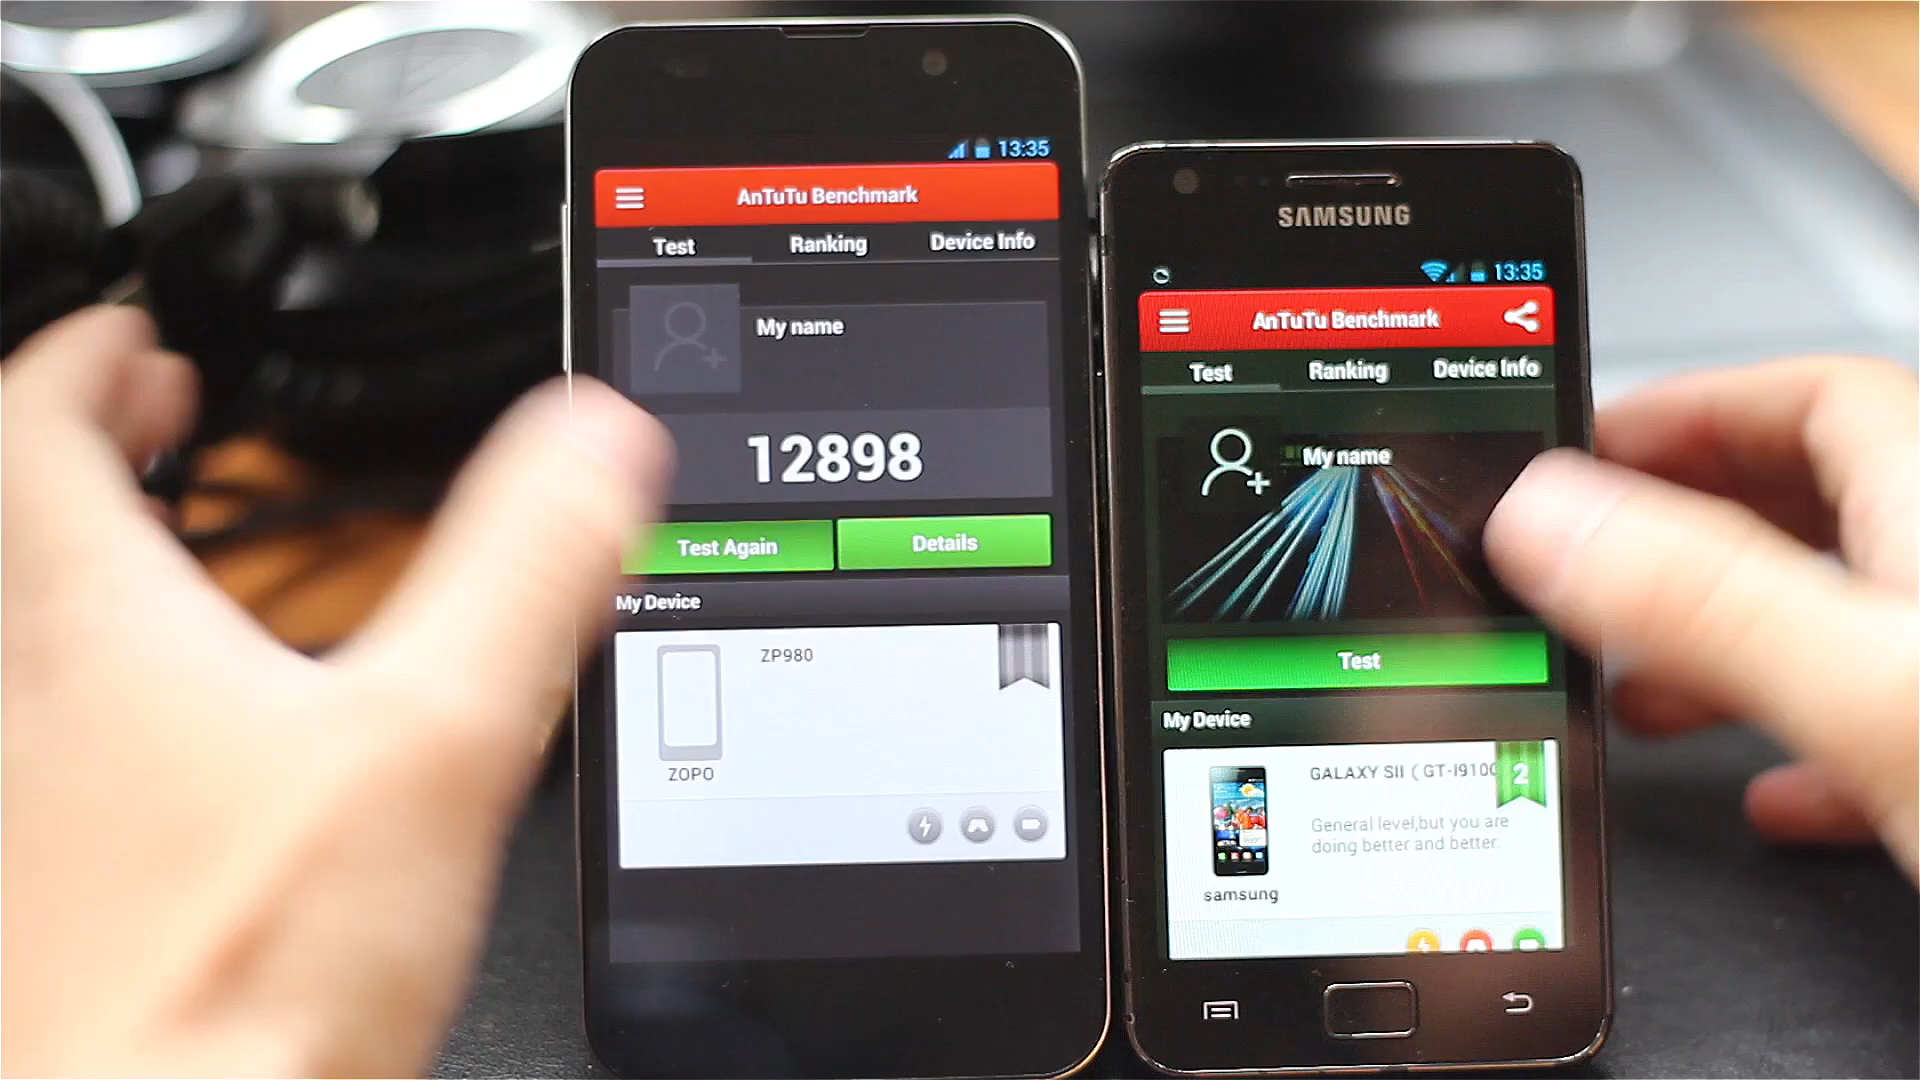 13:35
AnTuTu Benchmark
Test Ranking Device Info
My name
12898
Test Again Details
My Device
ZP980
ZOPO
SAMSUNG
13:35
AnTuTu Benchmark
Test Ranking Device Info
My name
Test
My Device
GALAXY SII ( GT-I9100
2
General level,but you are
doing better and better.
samsung